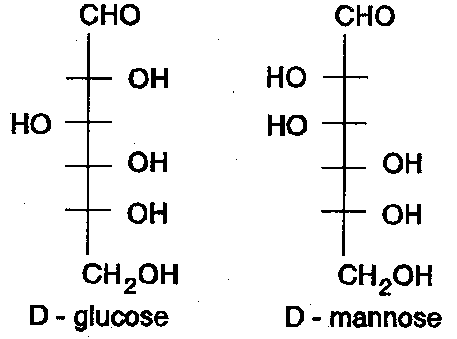 CHO CHO
OH HO
HO HO
OH OH
OH OH
CH₂OH CH₂OH
D - glucose D - mannose